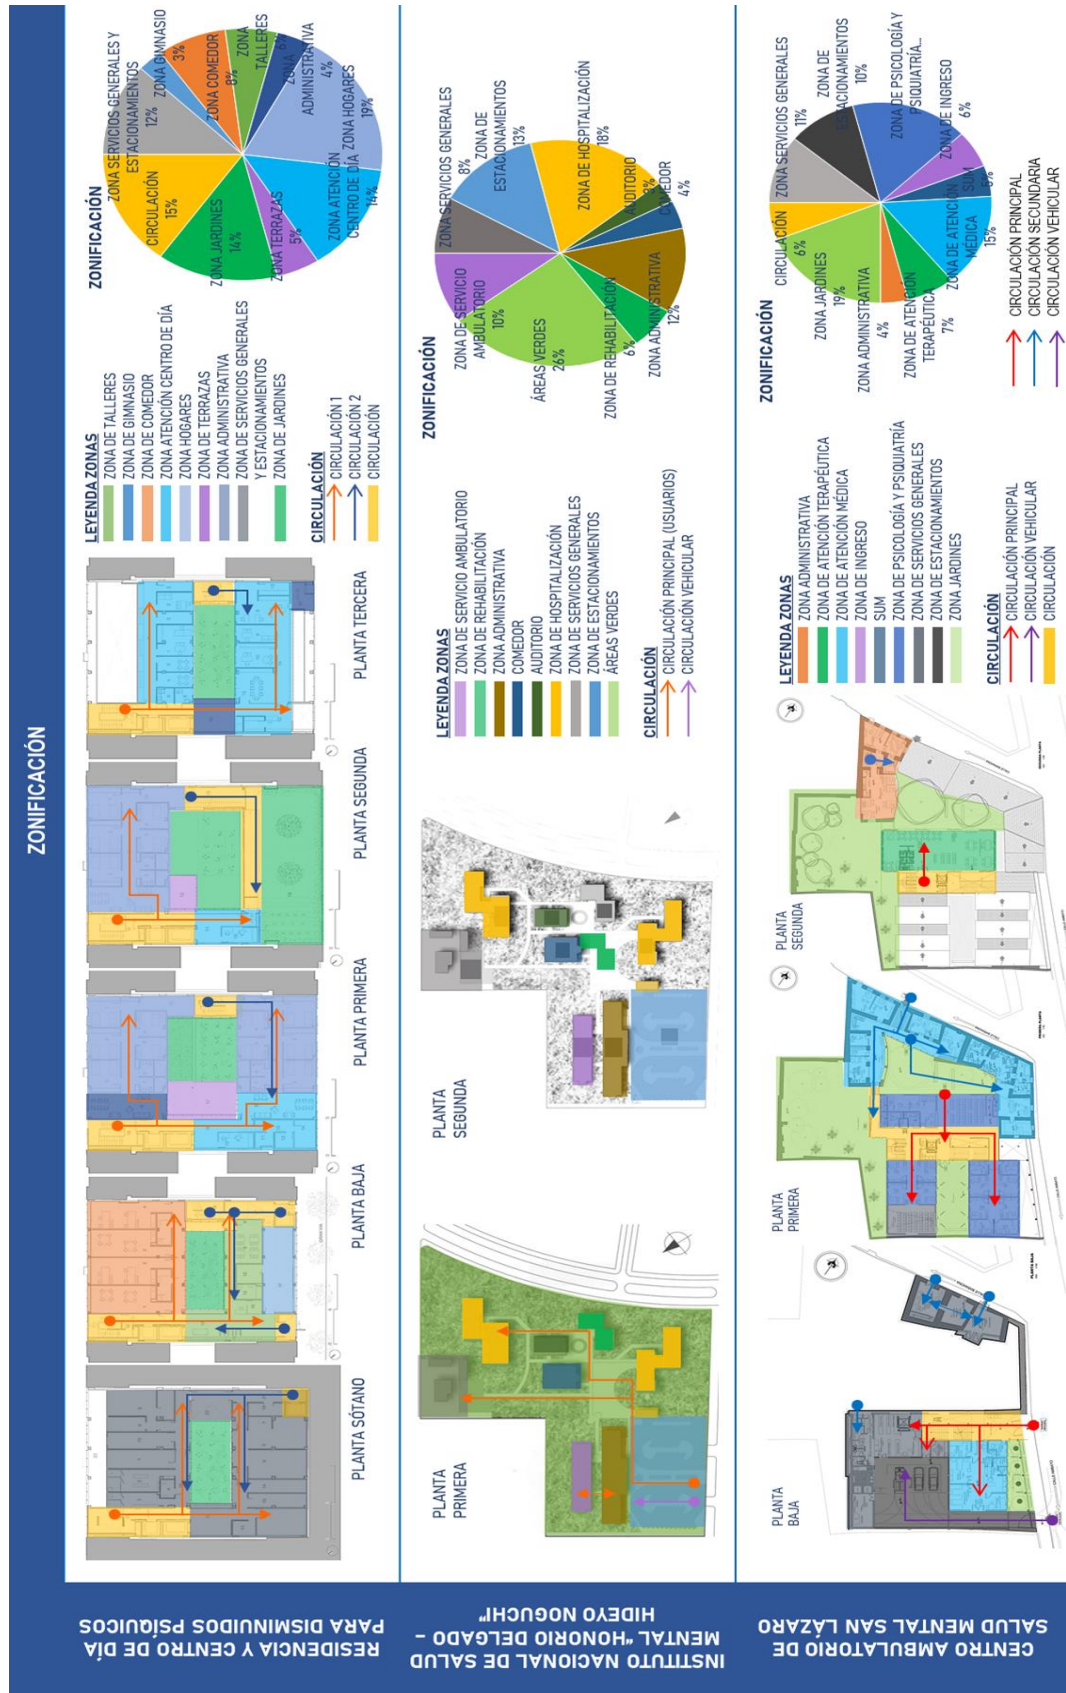 ZONIFICACIÓN
RESIDENCIA Y CENTRO DE DÍA
PARA DISMINUIDOS PSÍQUICOS
PLANTA SÓTANO
PLANTA BAJA
PLANTA PRIMERA
PLANTA SEGUNDA
PLANTA TERCERA
LEYENDA ZONAS
ZONA DE TALLERES
ZONA DE GIMNASIO
ZONA DE COMEDOR
ZONA ATENCIÓN CENTRO DE DÍA
ZONA HOGARES
ZONA DE TERRAZAS
ZONA ADMINISTRATIVA
ZONA DE SERVICIOS GENERALES
Y ESTACIONAMIENTOS
ZONA DE JARDINES
CIRCULACIÓN
CIRCULACIÓN 1
CIRCULACIÓN 2
CIRCULACIÓN
ZONIFICACIÓN
ZONA SERVICIOS GENERALES Y
ESTACIONAMIENTOS
12%
ZONA GIMNASIO
3%
ZONA COMEDOR
8%
ZONA
TALLERES
6%
ZONA
ADMINISTRATIVA
4%
ZONA HOGARES
19%
ZONA ATENCIÓN
CENTRO DE DÍA
14%
ZONA TERRAZAS
5%
ZONA JARDINES
14%
CIRCULACIÓN
15%
INSTITUTO NACIONAL DE SALUD
MENTAL "HONORIO DELGADO –
HIDEYO NOGUCHI"
PLANTA
PRIMERA
PLANTA
SEGUNDA
LEYENDA ZONAS
ZONA DE SERVICIO AMBULATORIO
ZONA DE REHABILITACIÓN
ZONA ADMINISTRATIVA
COMEDOR
AUDITORIO
ZONA DE HOSPITALIZACIÓN
ZONA DE SERVICIOS GENERALES
ZONA DE ESTACIONAMIENTOS
ÁREAS VERDES
CIRCULACIÓN
CIRCULACIÓN PRINCIPAL (USUARIOS)
CIRCULACIÓN VEHICULAR
ZONIFICACIÓN
ZONA SERVICIOS GENERALES
8%
ZONA DE
ESTACIONAMIENTOS
13%
ZONA DE HOSPITALIZACIÓN
18%
AUDITORIO
3%
COMEDOR
4%
ZONA ADMINISTRATIVA
12%
ZONA DE REHABILITACIÓN
6%
ÁREAS VERDES
26%
ZONA DE SERVICIO
AMBULATORIO
10%
CENTRO AMBULATORIO DE
SALUD MENTAL SAN LÁZARO
PLANTA
BAJA
PLANTA BAJA
PLANTA
PRIMERA
PLANTA
SEGUNDA
LEYENDA ZONAS
ZONA ADMINISTRATIVA
ZONA DE ATENCIÓN TERAPÉUTICA
ZONA DE ATENCIÓN MÉDICA
ZONA DE INGRESO
SUM
ZONA DE PSICOLOGÍA Y PSIQUIATRÍA
ZONA DE SERVICIOS GENERALES
ZONA DE ESTACIONAMIENTOS
ZONA JARDINES
CIRCULACIÓN
CIRCULACIÓN PRINCIPAL
CIRCULACIÓN VEHICULAR
CIRCULACIÓN
ZONIFICACIÓN
ZONA SERVICIOS GENERALES
11%
ZONA DE
ESTACIONAMIENTOS
10%
ZONA DE PSICOLOGÍA Y
PSIQUIATRÍA...
ZONA DE INGRESO
6%
SUM
5%
ZONA DE ATENCIÓN
MÉDICA
15%
ZONA DE ATENCIÓN
TERAPÉUTICA
7%
ZONA ADMINISTRATIVA
4%
ZONA JARDINES
19%
CIRCULACIÓN
6%
CIRCULACIÓN PRINCIPAL
CIRCULACIÓN SECUNDARIA
CIRCULACIÓN VEHICULAR